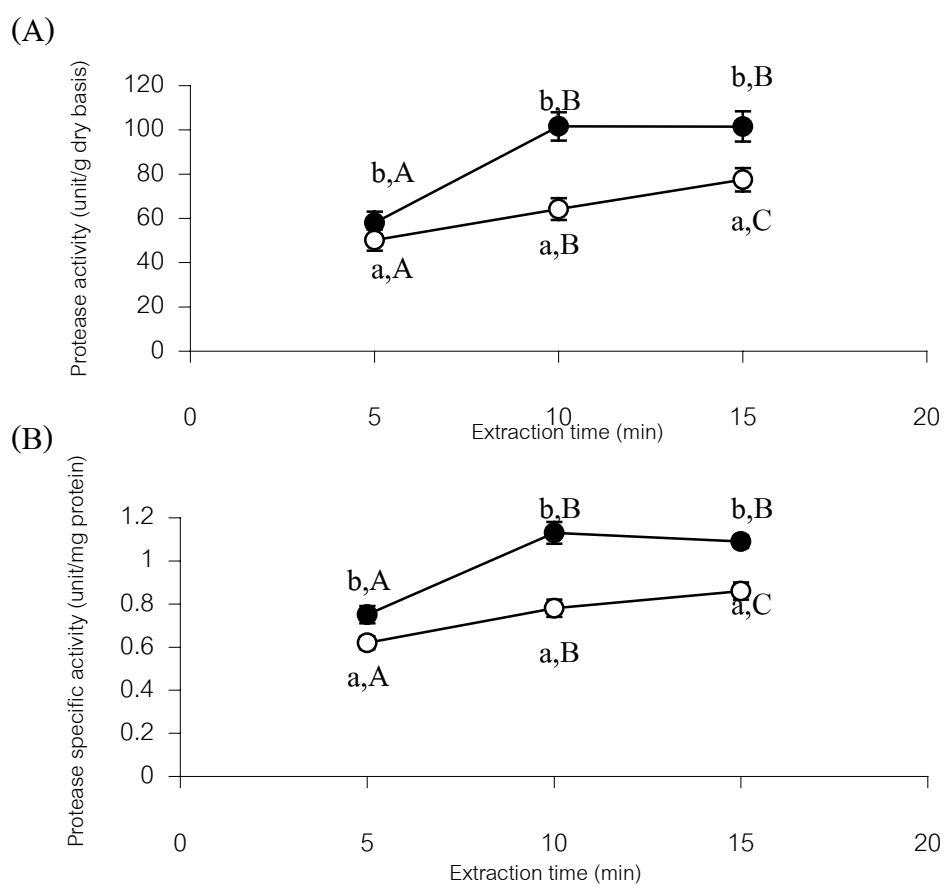 (A)
Protease activity (unit/g dry basis)
120
100
80
60
40
20
0
b,A
b,B
b,B
a,A
a,B
a,C
0 5 10 15 20
Extraction time (min)
(B)
Protease specific activity (unit/mg protein)
1.2
1
0.8
0.6
0.4
0.2
0
b,A
b,B
b,B
a,A
a,B
a,C
0 5 10 15 20
Extraction time (min)